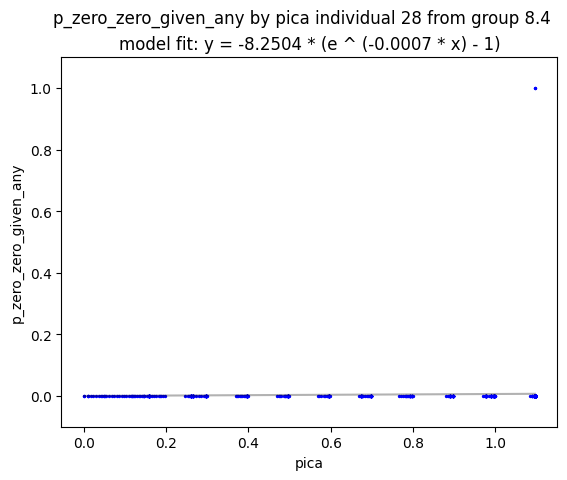 p_zero_zero_given_any by pica individual 28 from group 8.4
model fit: y = -8.2504 * (e ^ (-0.0007 * x) - 1)
1.0
0.8
0.6
0.4
0.2
0.0
p_zero_zero_given_any
0.0 0.2 0.4 0.6 0.8 1.0
pica